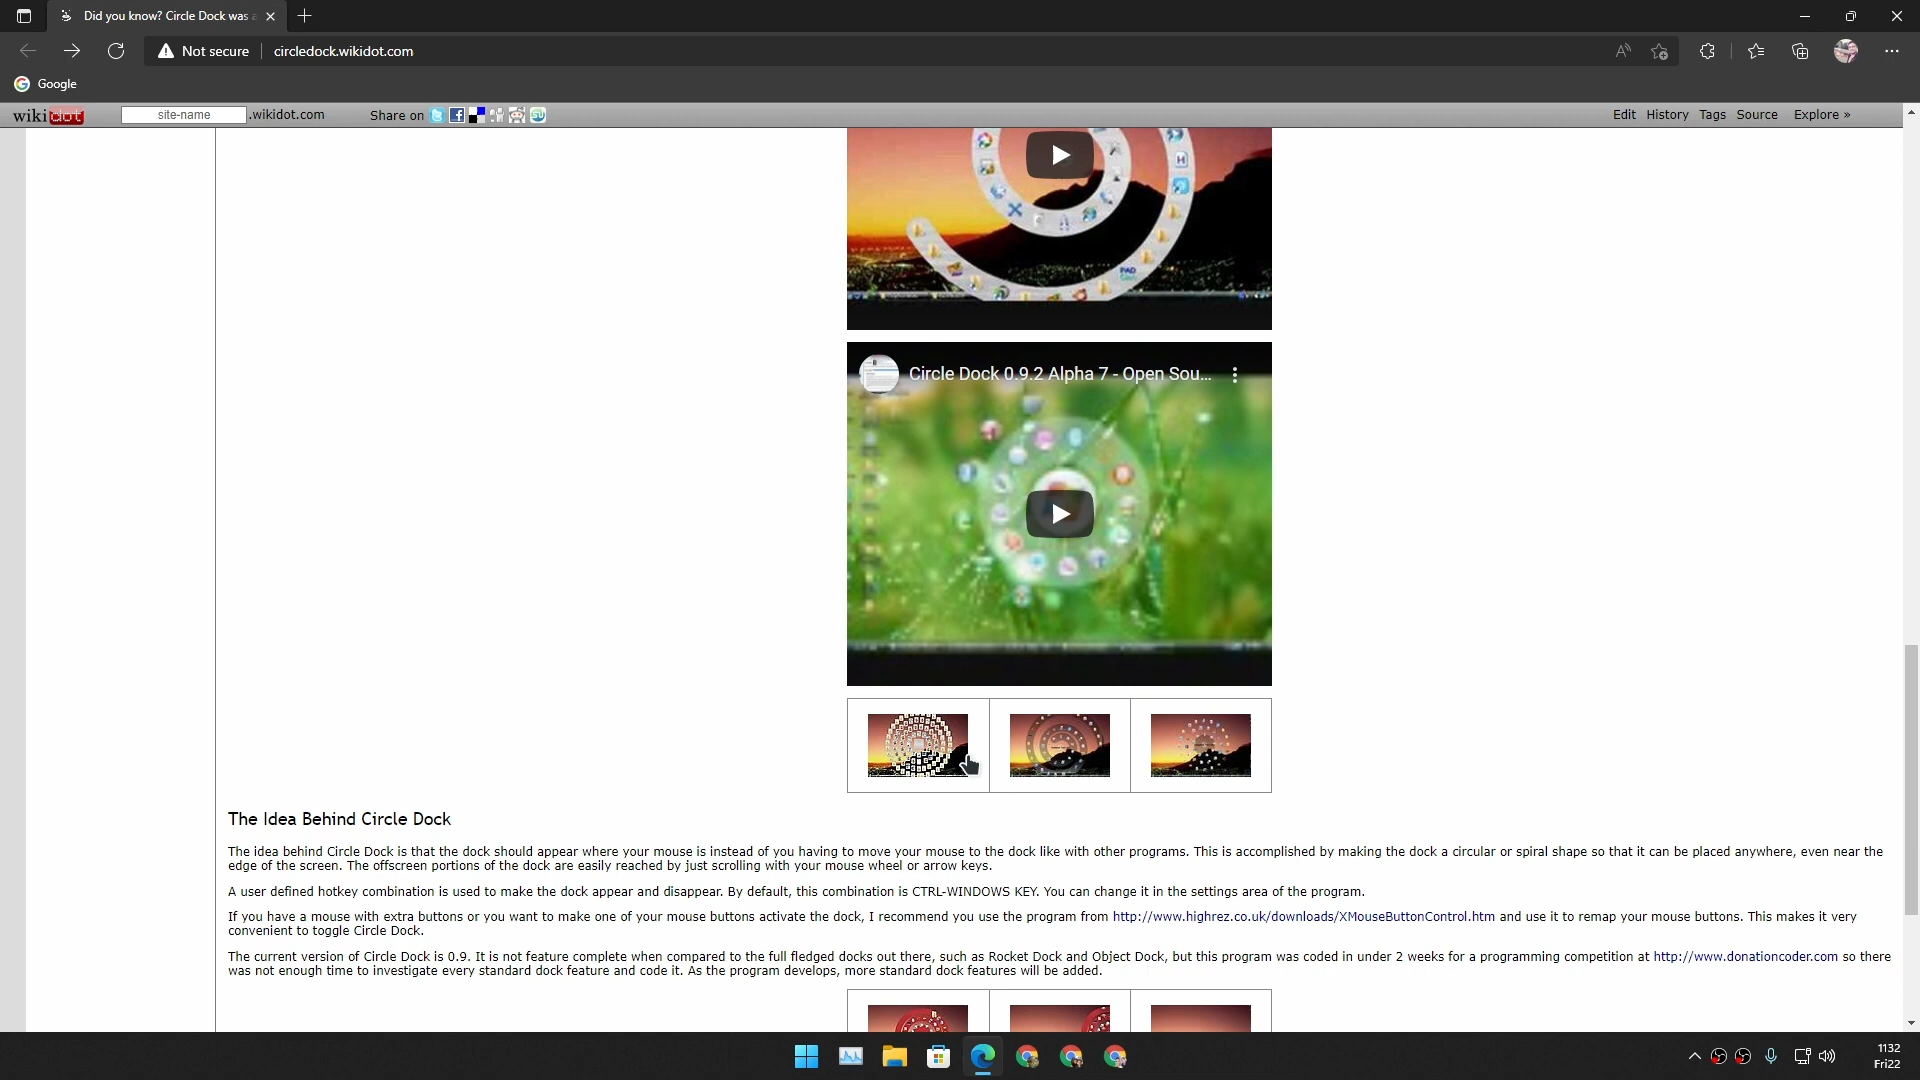 Did you know? Circle Dock was a
Not secure
circledock.wikidot.com
Google
wikidot
site-name
.wikidot.com
Share on
Edit
History
Tags
Source
Explore »
Circle Dock 0.9.2 Alpha 7 - Open Sou...
The Idea Behind Circle Dock
The idea behind Circle Dock is that the dock should appear where your mouse is instead of you having to move your mouse to the dock like with other programs. This is accomplished by making the dock a circular or spiral shape so that it can be placed anywhere, even near the
edge of the screen. The offscreen portions of the dock are easily reached by just scrolling with your mouse wheel or arrow keys.
A user defined hotkey combination is used to make the dock appear and disappear. By default, this combination is CTRL-WINDOWS KEY. You can change it in the settings area of the program.
If you have a mouse with extra buttons or you want to make one of your mouse buttons activate the dock, I recommend you use the program from http://www.highrez.co.uk/downloads/XMouseButtonControl.htm and use it to remap your mouse buttons. This makes it very
convenient to toggle Circle Dock.
The current version of Circle Dock is 0.9. It is not feature complete when compared to the full fledged docks out there, such as Rocket Dock and Object Dock, but this program was coded in under 2 weeks for a programming competition at http://www.donationcoder.com so there
was not enough time to investigate every standard dock feature and code it. As the program develops, more standard dock features will be added.
1132
Fri22